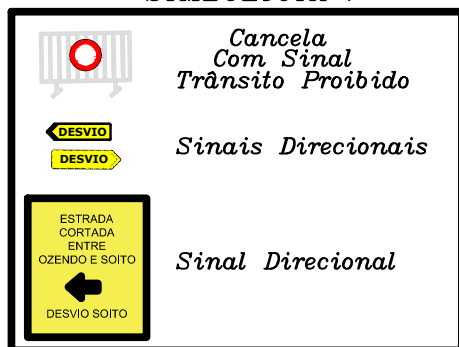 Cancela
Com Sinal
Trânsito Proibido
DESVIO
DESVIO
Sinais Direcionais
ESTRADA
CORTADA
ENTRE
OZENDO E SOITO
DESVIO SOITO
Sinal Direcional